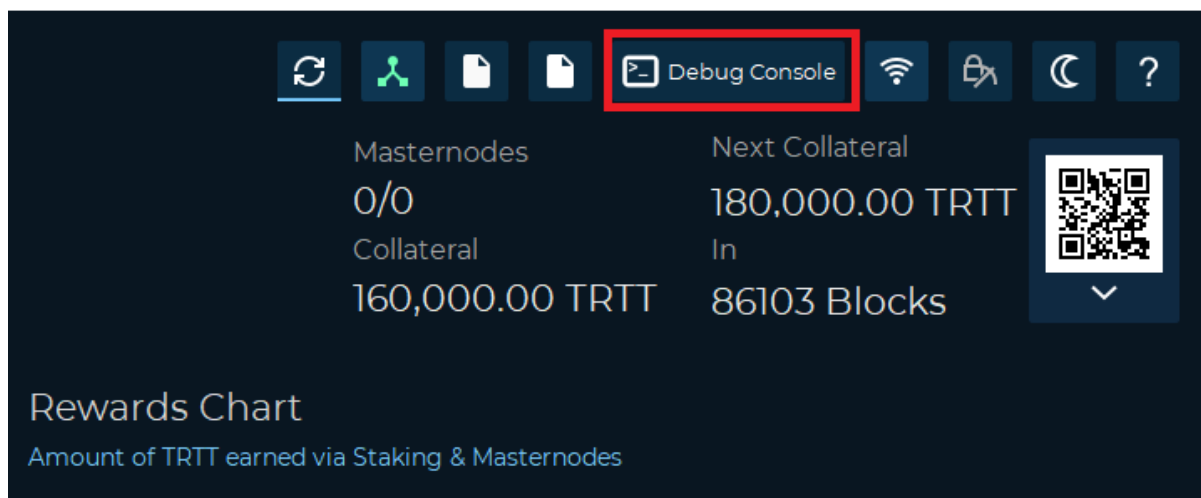 Debug Console
?
Masternodes
0/0
Collateral
160,000.00 TRTT
Next Collateral
180,000.00 TRTT
In
86103 Blocks
Rewards Chart
Amount of TRTT earned via Staking & Masternodes